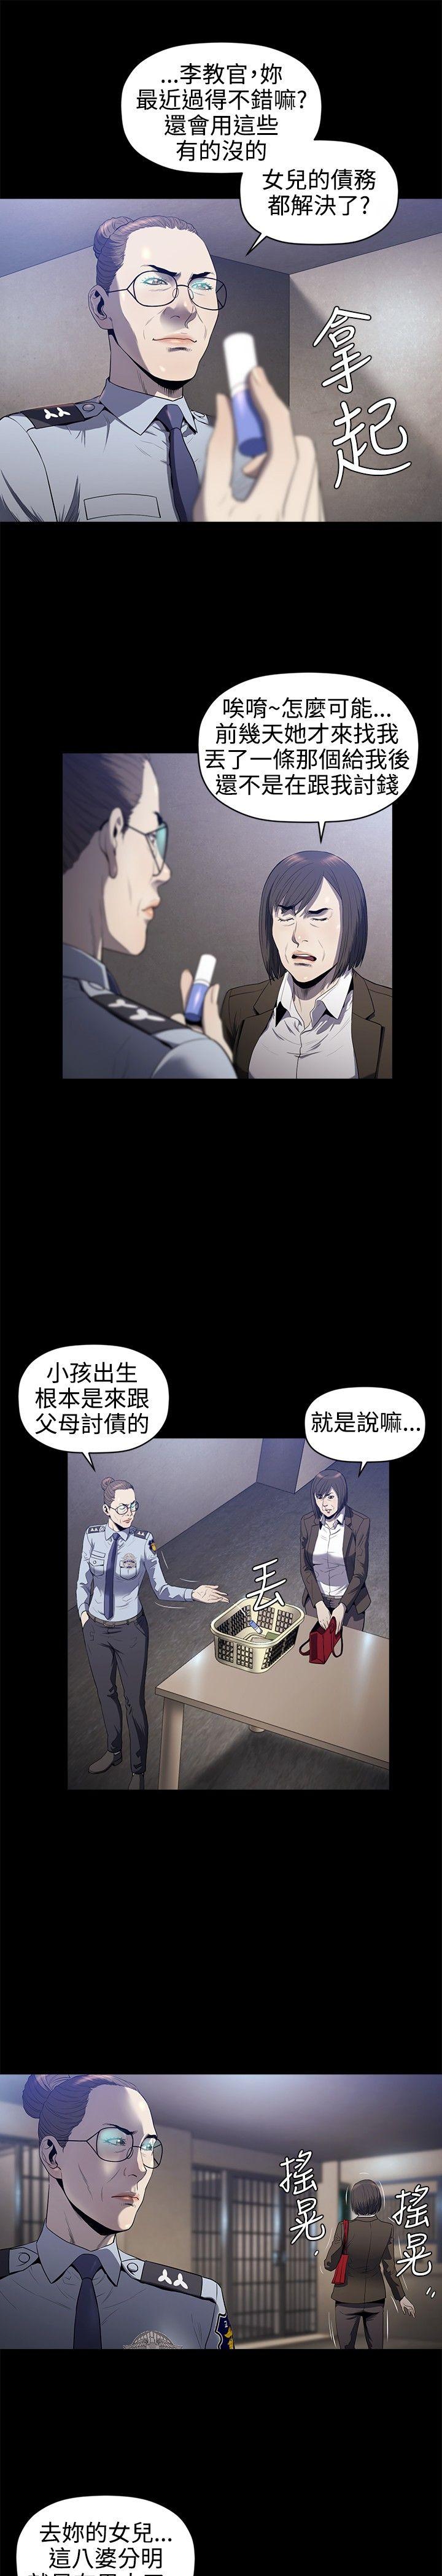 …李教官，妳
最近過得不錯嘛?
還會用這些
有的沒的
女兒的債務
都解決了?
拿起
唉唷~怎麼可能…
前幾天她才來找我
丟了一條那個給我後
還不是在跟我討錢
小孩出生
根本是來跟
父母討債的
就是說嘛…
丟
搖晃
搖晃
去妳的女兒…
這八婆分明